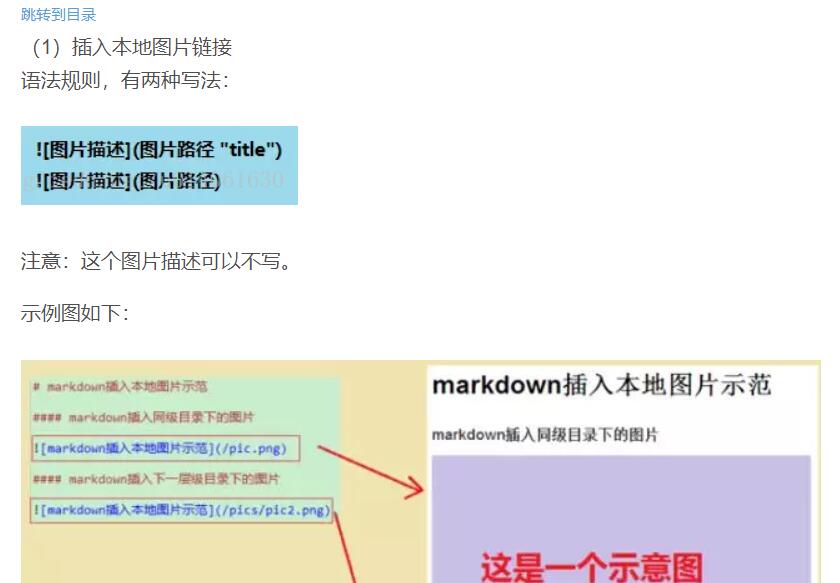 跳转到目录
（1）插入本地图片链接
语法规则，有两种写法：
![图片描述](图片路径 "title")
![图片描述](图片路径)
注意：这个图片描述可以不写。
示例图如下：
# markdown插入本地图片示范
#### markdown插入同级目录下的图片
![markdown插入本地图片示范](/pic.png)
#### markdown插入下一层级目录下的图片
![markdown插入本地图片示范](/pics/pic2.png)
markdown插入本地图片示范
markdown插入同级目录下的图片
这是一个示意图